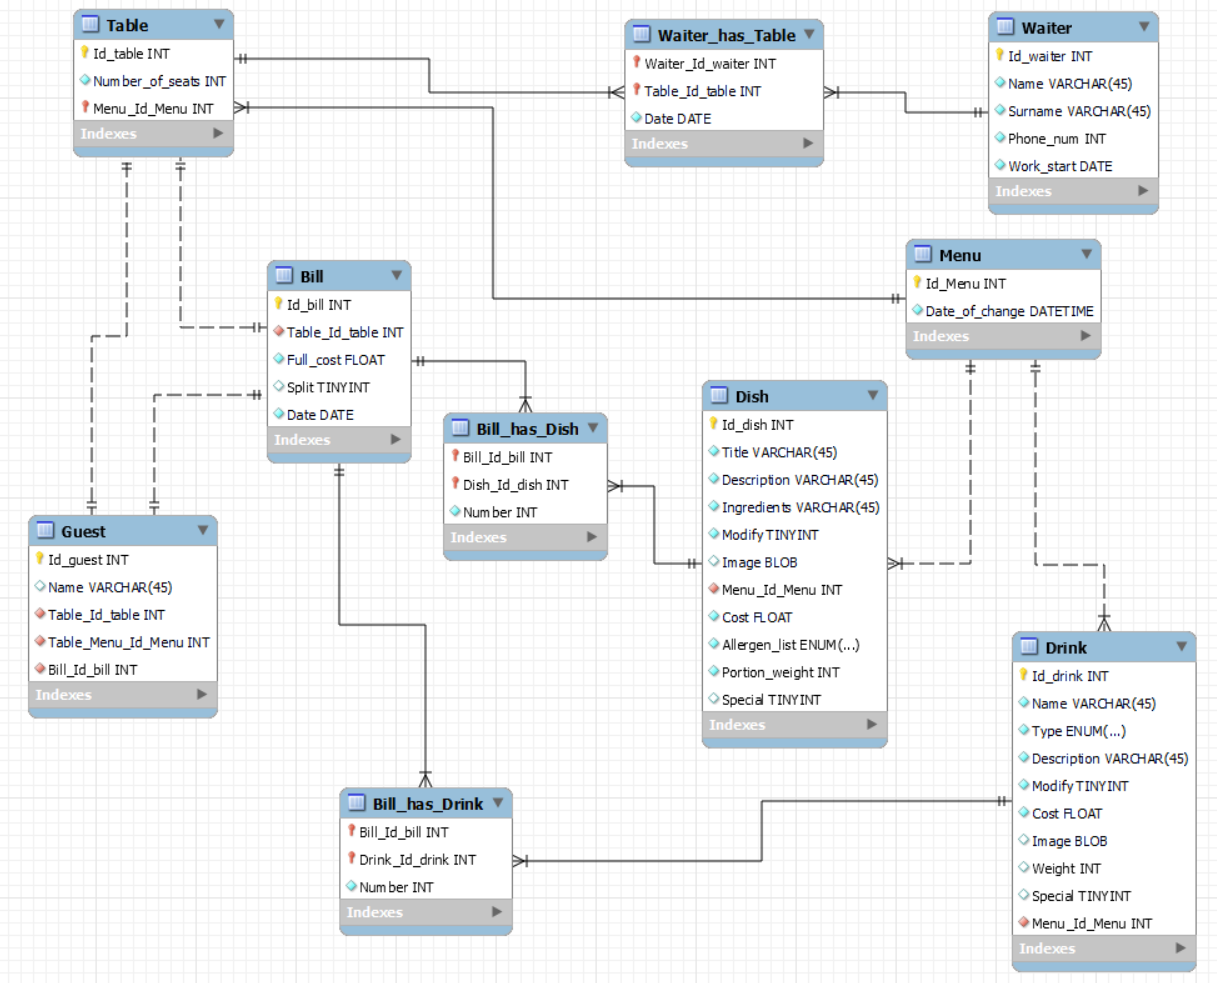 Table
Id_table INT
Number_of_seats INT
Menu_Id_Menu INT
Indexes
Waiter_has_Table
Waiter_Id_waiter INT
Table_Id_table INT
Date DATE
Indexes
Waiter
Id_waiter INT
Name VARCHAR(45)
Surname VARCHAR(45)
Phone_num INT
Work_start DATE
Indexes
Menu
Id_Menu INT
Date_of_change DATETIME
Indexes
Bill
Id_bill INT
Table_Id_table INT
Full_cost FLOAT
Split TINYINT
Date DATE
Indexes
Bill_has_Dish
Bill_Id_bill INT
Dish_Id_dish INT
Number INT
Indexes
Dish
Id_dish INT
Title VARCHAR(45)
Description VARCHAR(45)
Ingredients VARCHAR(45)
Modify TINYINT
Image BLOB
Menu_Id_Menu INT
Cost FLOAT
Allergen_list ENUM(...)
Portion_weight INT
Special TINYINT
Indexes
Guest
Id_guest INT
Name VARCHAR(45)
Table_Id_table INT
Table_Menu_Id_Menu INT
Bill_Id_bill INT
Indexes
Drink
Id_drink INT
Name VARCHAR(45)
Type ENUM(...)
Description VARCHAR(45)
Modify TINYINT
Cost FLOAT
Image BLOB
Weight INT
Special TINYINT
Menu_Id_Menu INT
Indexes
Bill_has_Drink
Bill_Id_bill INT
Drink_Id_drink INT
Number INT
Indexes